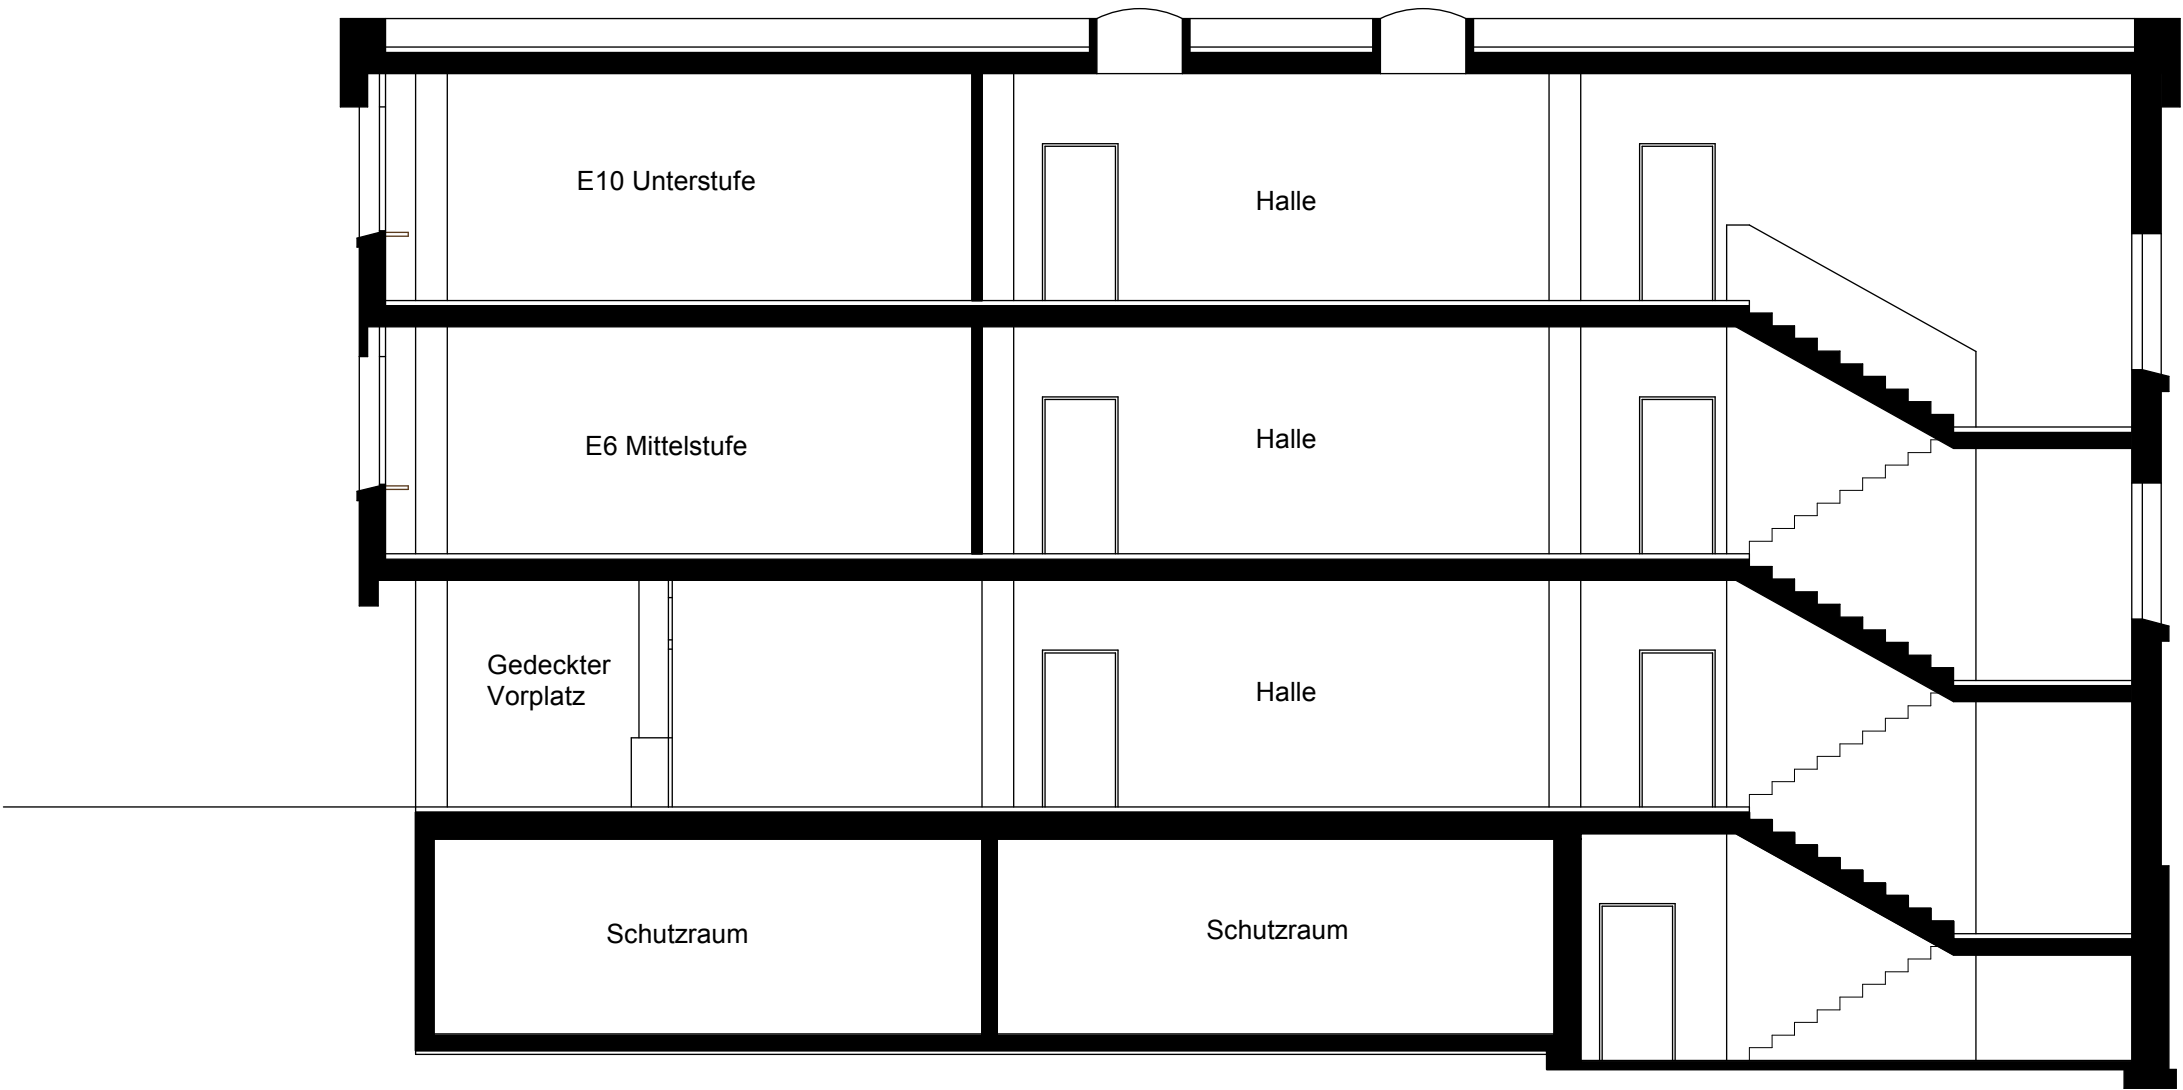 E10 Unterstufe
Halle
E6 Mittelstufe
Halle
Gedeckter
Vorplatz
Halle
Schutzraum
Schutzraum